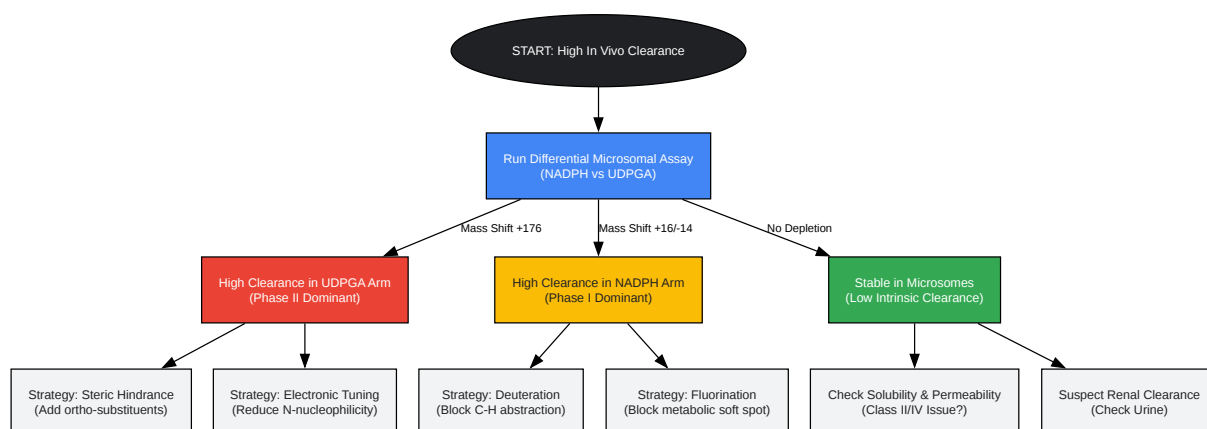 START: High In Vivo Clearance
Run Differential Microsomal Assay
(NADPH vs UDPGA)
Mass Shift +176
Mass Shift +16/-14
No Depletion
High Clearance in UDPGA Arm
(Phase II Dominant)
High Clearance in NADPH Arm
(Phase I Dominant)
Stable in Microsomes
(Low Intrinsic Clearance)
Strategy: Steric Hindrance
(Add ortho-substituents)
Strategy: Electronic Tuning
(Reduce N-nucleophilicity)
Strategy: Deuteration
(Block C-H abstraction)
Strategy: Fluorination
(Block metabolic soft spot)
Check Solubility & Permeability
(Class II/IV Issue?)
Suspect Renal Clearance
(Check Urine)